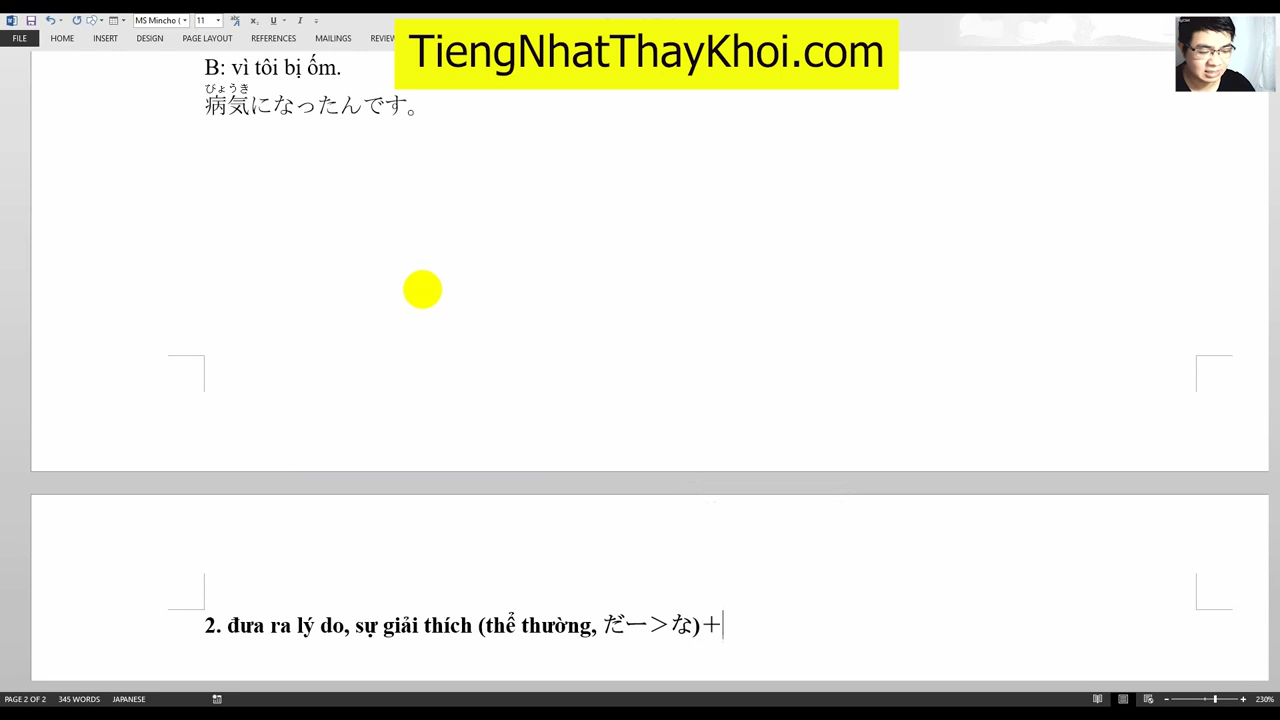 MS Mincho (
11
FILE
HOME
INSERT
DESIGN
PAGE LAYOUT
REFERENCES
MAILINGS
REVIEW
TiengNhatThayKhoi.com
B: vì tôi bị ốm.
びょうき
病気になったんです。
2. đưa ra lý do, sự giải thích (thể thường, だー>な)＋
PAGE 2 OF 2
345 WORDS
JAPANESE
230%